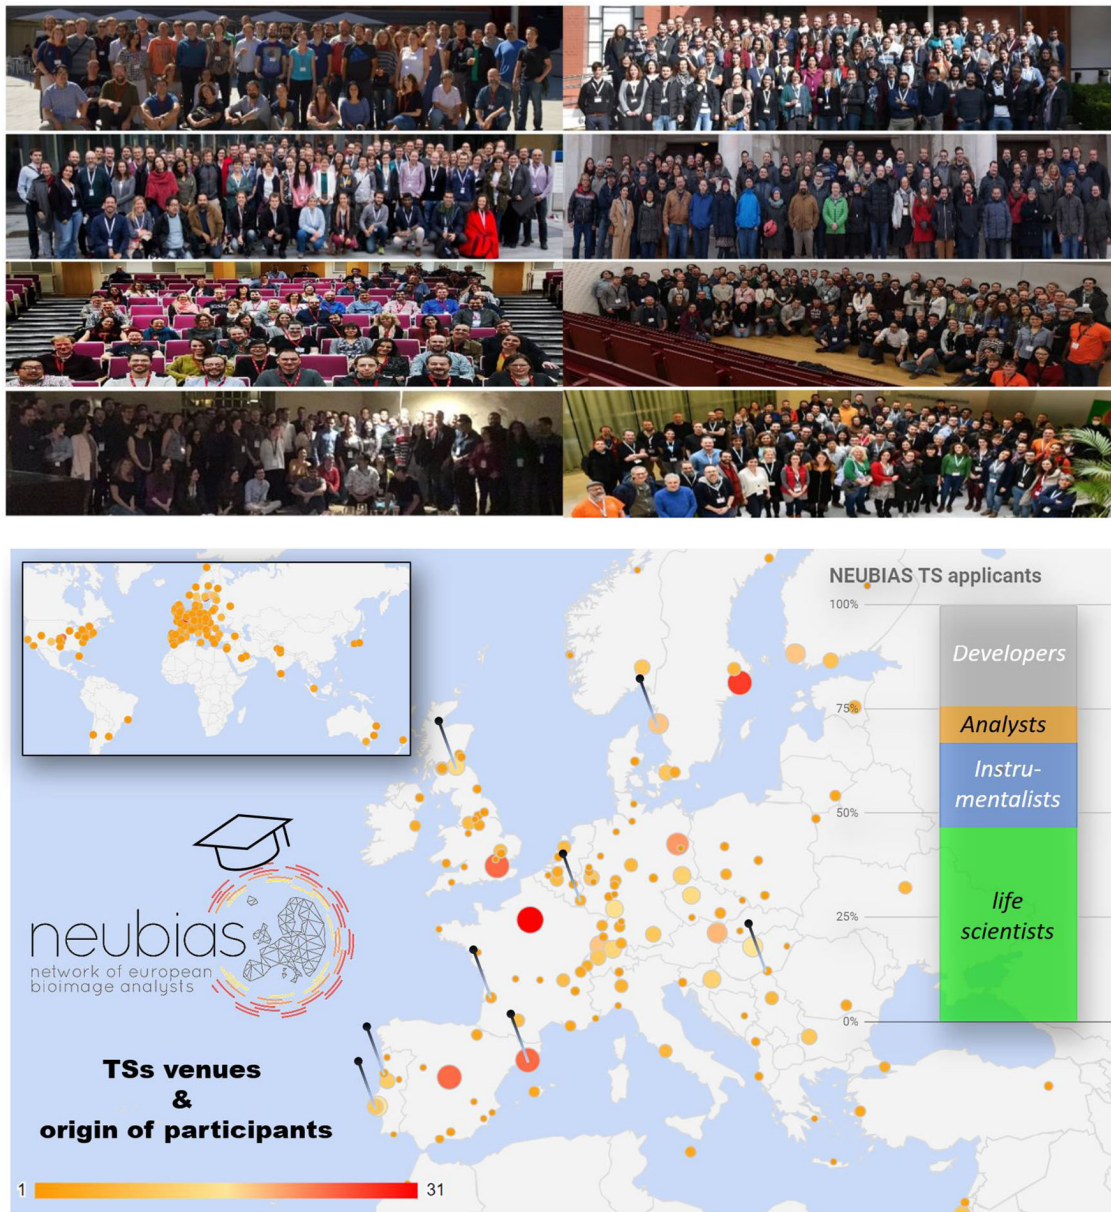 NEUBIAS TS applicants
100%
Developers
75%
Analysts
Instru-
mentalists
50%
25%
life
scientists
0%
neubias
network of european
bioimage analysts
TSs venues
&
origin of participants
1
31